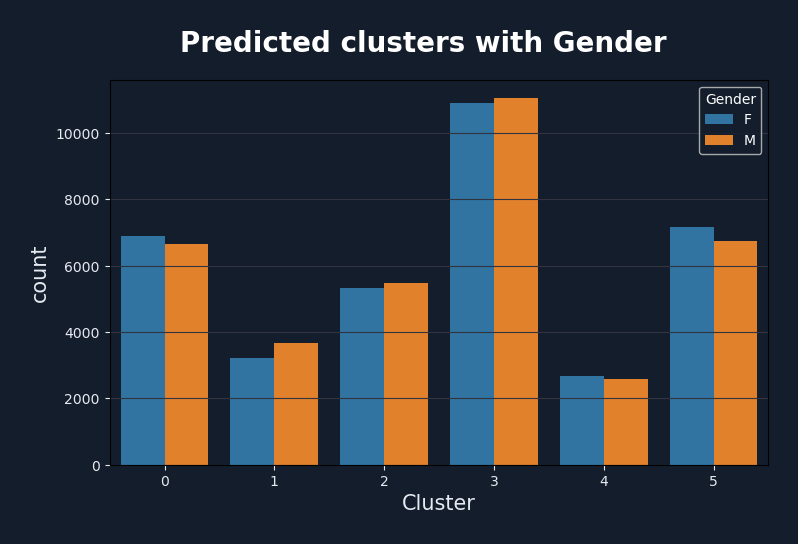 Predicted clusters with Gender
Gender
F
M
10000
8000
6000
4000
2000
0
count
0 1 2 3 4 5
Cluster